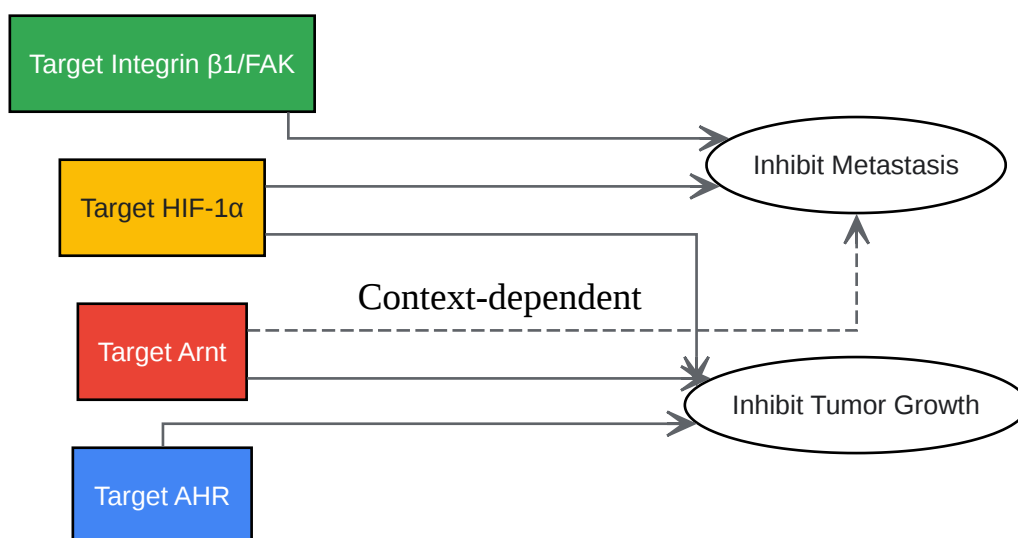 Target Integrin β1/FAK
Inhibit Metastasis
Target HIF-1α
Context-dependent
Target Arnt
Inhibit Tumor Growth
Target AHR